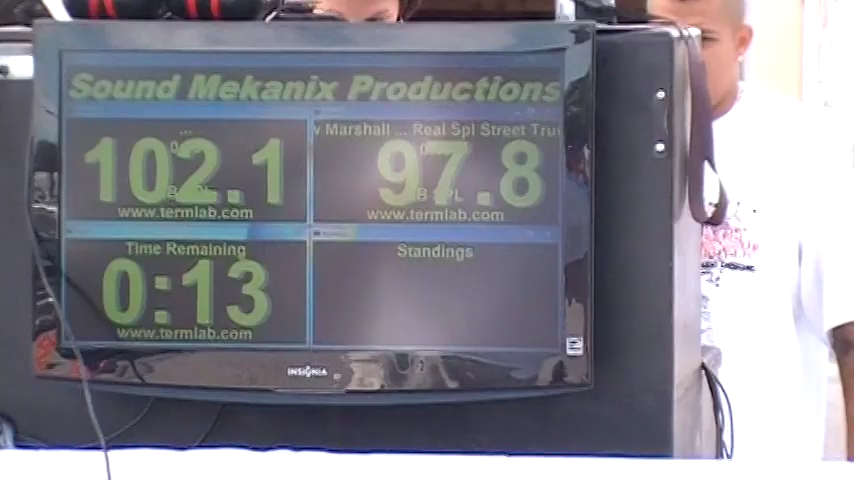 Sound Mekanix Productions
...
102.1
www.termlab.com
Marshall ... Real Spl Street
97.8
www.termlab.com
Time Remaining
0:13
www.termlab.com
Standings
INSIGNIA